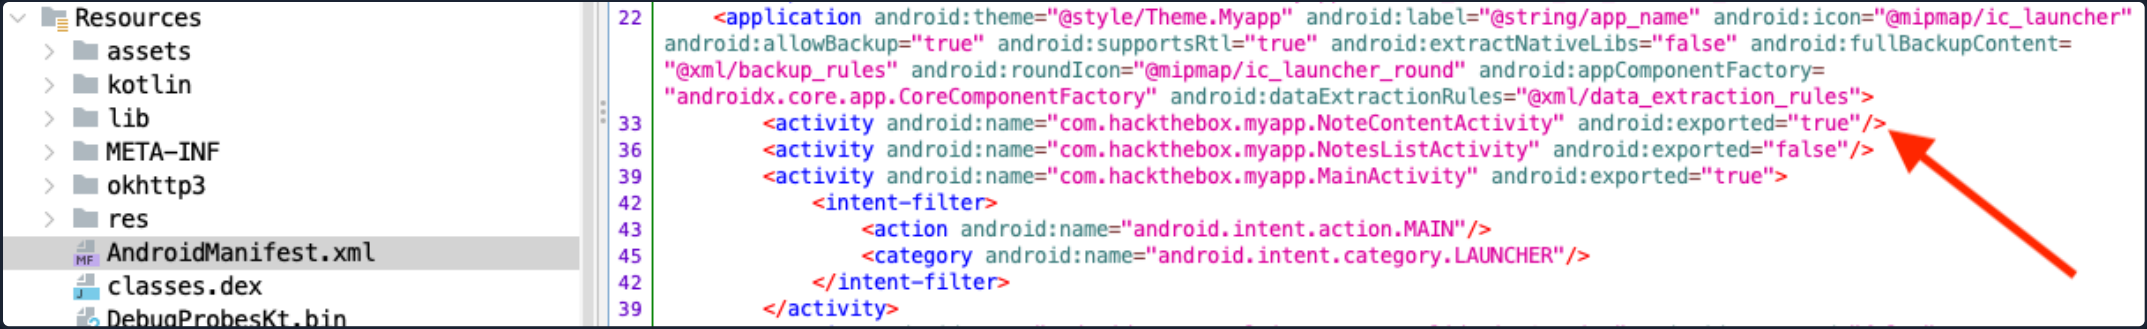 Resources
assets
kotlin
lib
META-INF
okhttp3
res
AndroidManifest.xml
classes.dex
DebugProbesKt.bin
22 <application android:theme="@style/Theme.Myapp" android:label="@string/app_name" android:icon="@mipmap/ic_launcher"
android:allowBackup="true" android:supportsRtl="true" android:extractNativeLibs="false" android:fullBackupContent=
"@xml/backup_rules" android:roundIcon="@mipmap/ic_launcher_round" android:appComponentFactory=
"androidx.core.app.CoreComponentFactory" android:dataExtractionRules="@xml/data_extraction_rules">
33 <activity android:name="com.hackthebox.myapp.NoteContentActivity" android:exported="true"/>
36 <activity android:name="com.hackthebox.myapp.NotesListActivity" android:exported="false"/>
39 <activity android:name="com.hackthebox.myapp.MainActivity" android:exported="true">
42 <intent-filter>
43 <action android:name="android.intent.action.MAIN"/>
45 <category android:name="android.intent.category.LAUNCHER"/>
42 </intent-filter>
39 </activity>